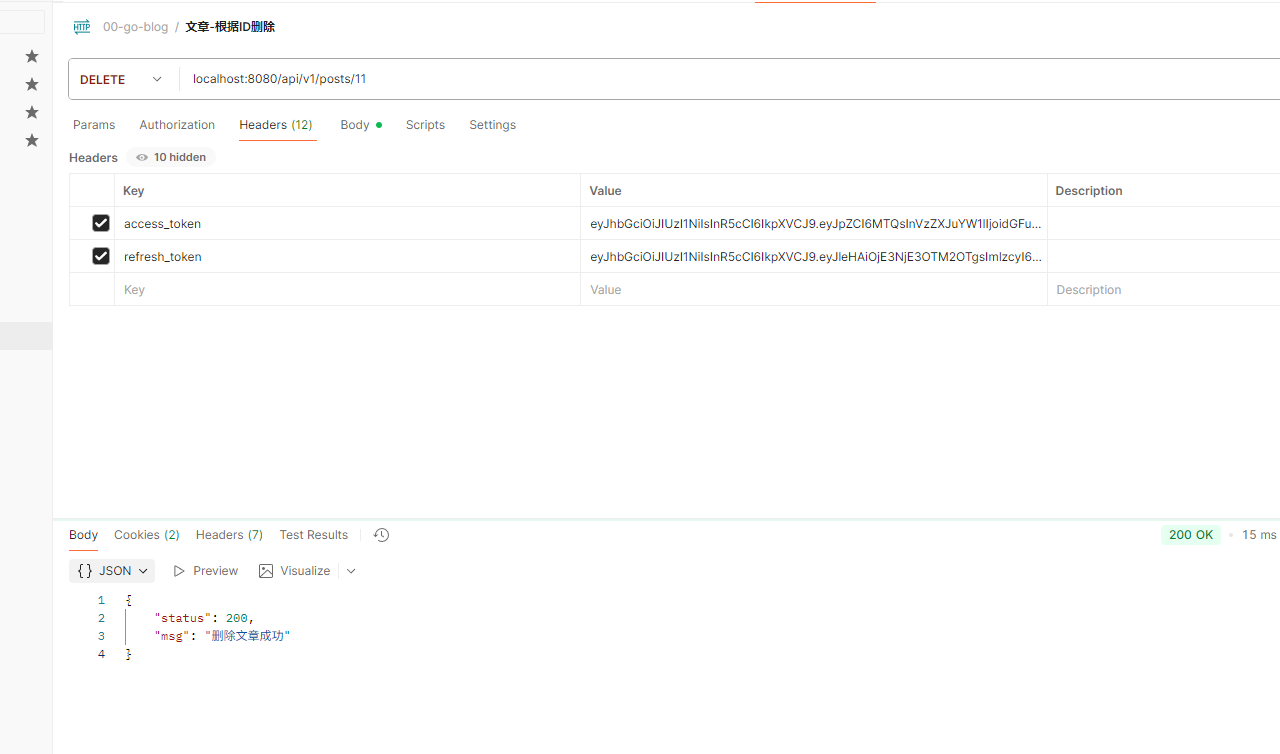 HTTP 00-go-blog / 文章-根据ID删除
DELETE localhost:8080/api/v1/posts/11
Params Authorization Headers (12) Body Scripts Settings
Headers 10 hidden
Key Value Description
access_token eyJhbGciOiJIUzI1NiIsInR5cCI6IkpXVCJ9.eyJpZCI6MTQsInVzZXJuYW1lIjoidGFu...
refresh_token eyJhbGciOiJIUzI1NiIsInR5cCI6IkpXVCJ9.eyJleHAiOjE3NjE3OTM2OTgsImlzcyI6...
Key Value Description
Body Cookies (2) Headers (7) Test Results 200 OK • 15 ms
{} JSON Preview Visualize
1 {
2 "status": 200,
3 "msg": "删除文章成功"
4 }